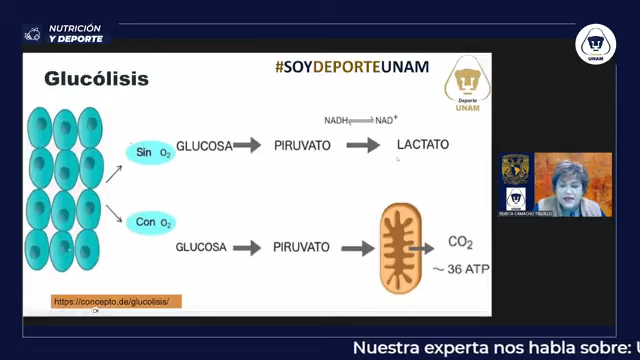 NUTRICIÓN
Y DEPORTE
UNAM
Glucólisis
#SOYDEPORTEUNAM
Deporte
UNAM
NADH NAD+
Sin O2
GLUCOSA
PIRUVATO
LACTATO
Con O2
GLUCOSA
PIRUVATO
CO2
~ 36 ATP
https://concepto.de/glucolisis/
REBECA CAMACHO TRUJILLO
Nuestra experta nos habla sobre: U